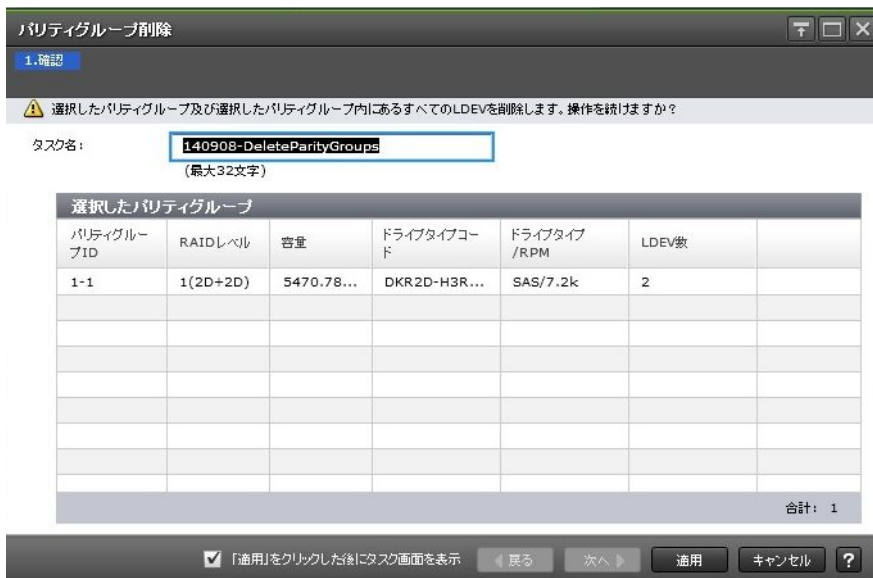 パリティグループ削除
1.確認
選択したパリティグループ及び選択したパリティグループ内にあるすべてのLDEVを削除します。操作を続けますか？
タスク名: 140908-DeleteParityGroups
(最大32文字)
選択したパリティグループ
パリティグループID RAIDレベル 容量 ドライブタイプコード ドライブタイプ/RPM LDEV数
1-1 1(2D+2D) 5470.78... DKR2D-H3R... SAS/7.2k 2
合計: 1
「適用」をクリックした後にタスク画面を表示 戻る 次へ 適用 キャンセル ?